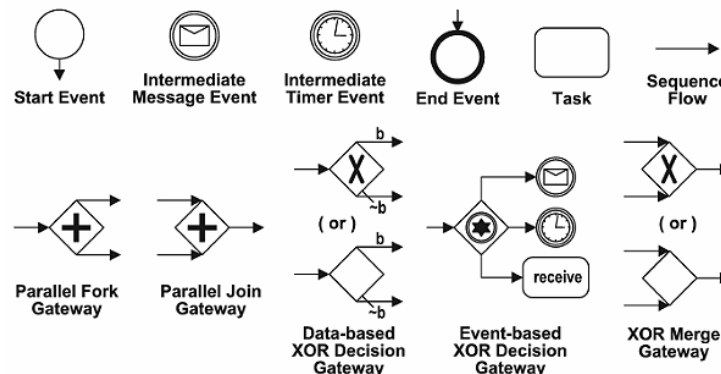 Start Event
Intermediate
Message Event
Intermediate
Timer Event
End Event
Task
Sequence
Flow
b
X
~b
( or )
b
~b
receive
X
( or )
Parallel Fork
Gateway
Parallel Join
Gateway
Data-based
XOR Decision
Gateway
Event-based
XOR Decision
Gateway
XOR Merge
Gateway